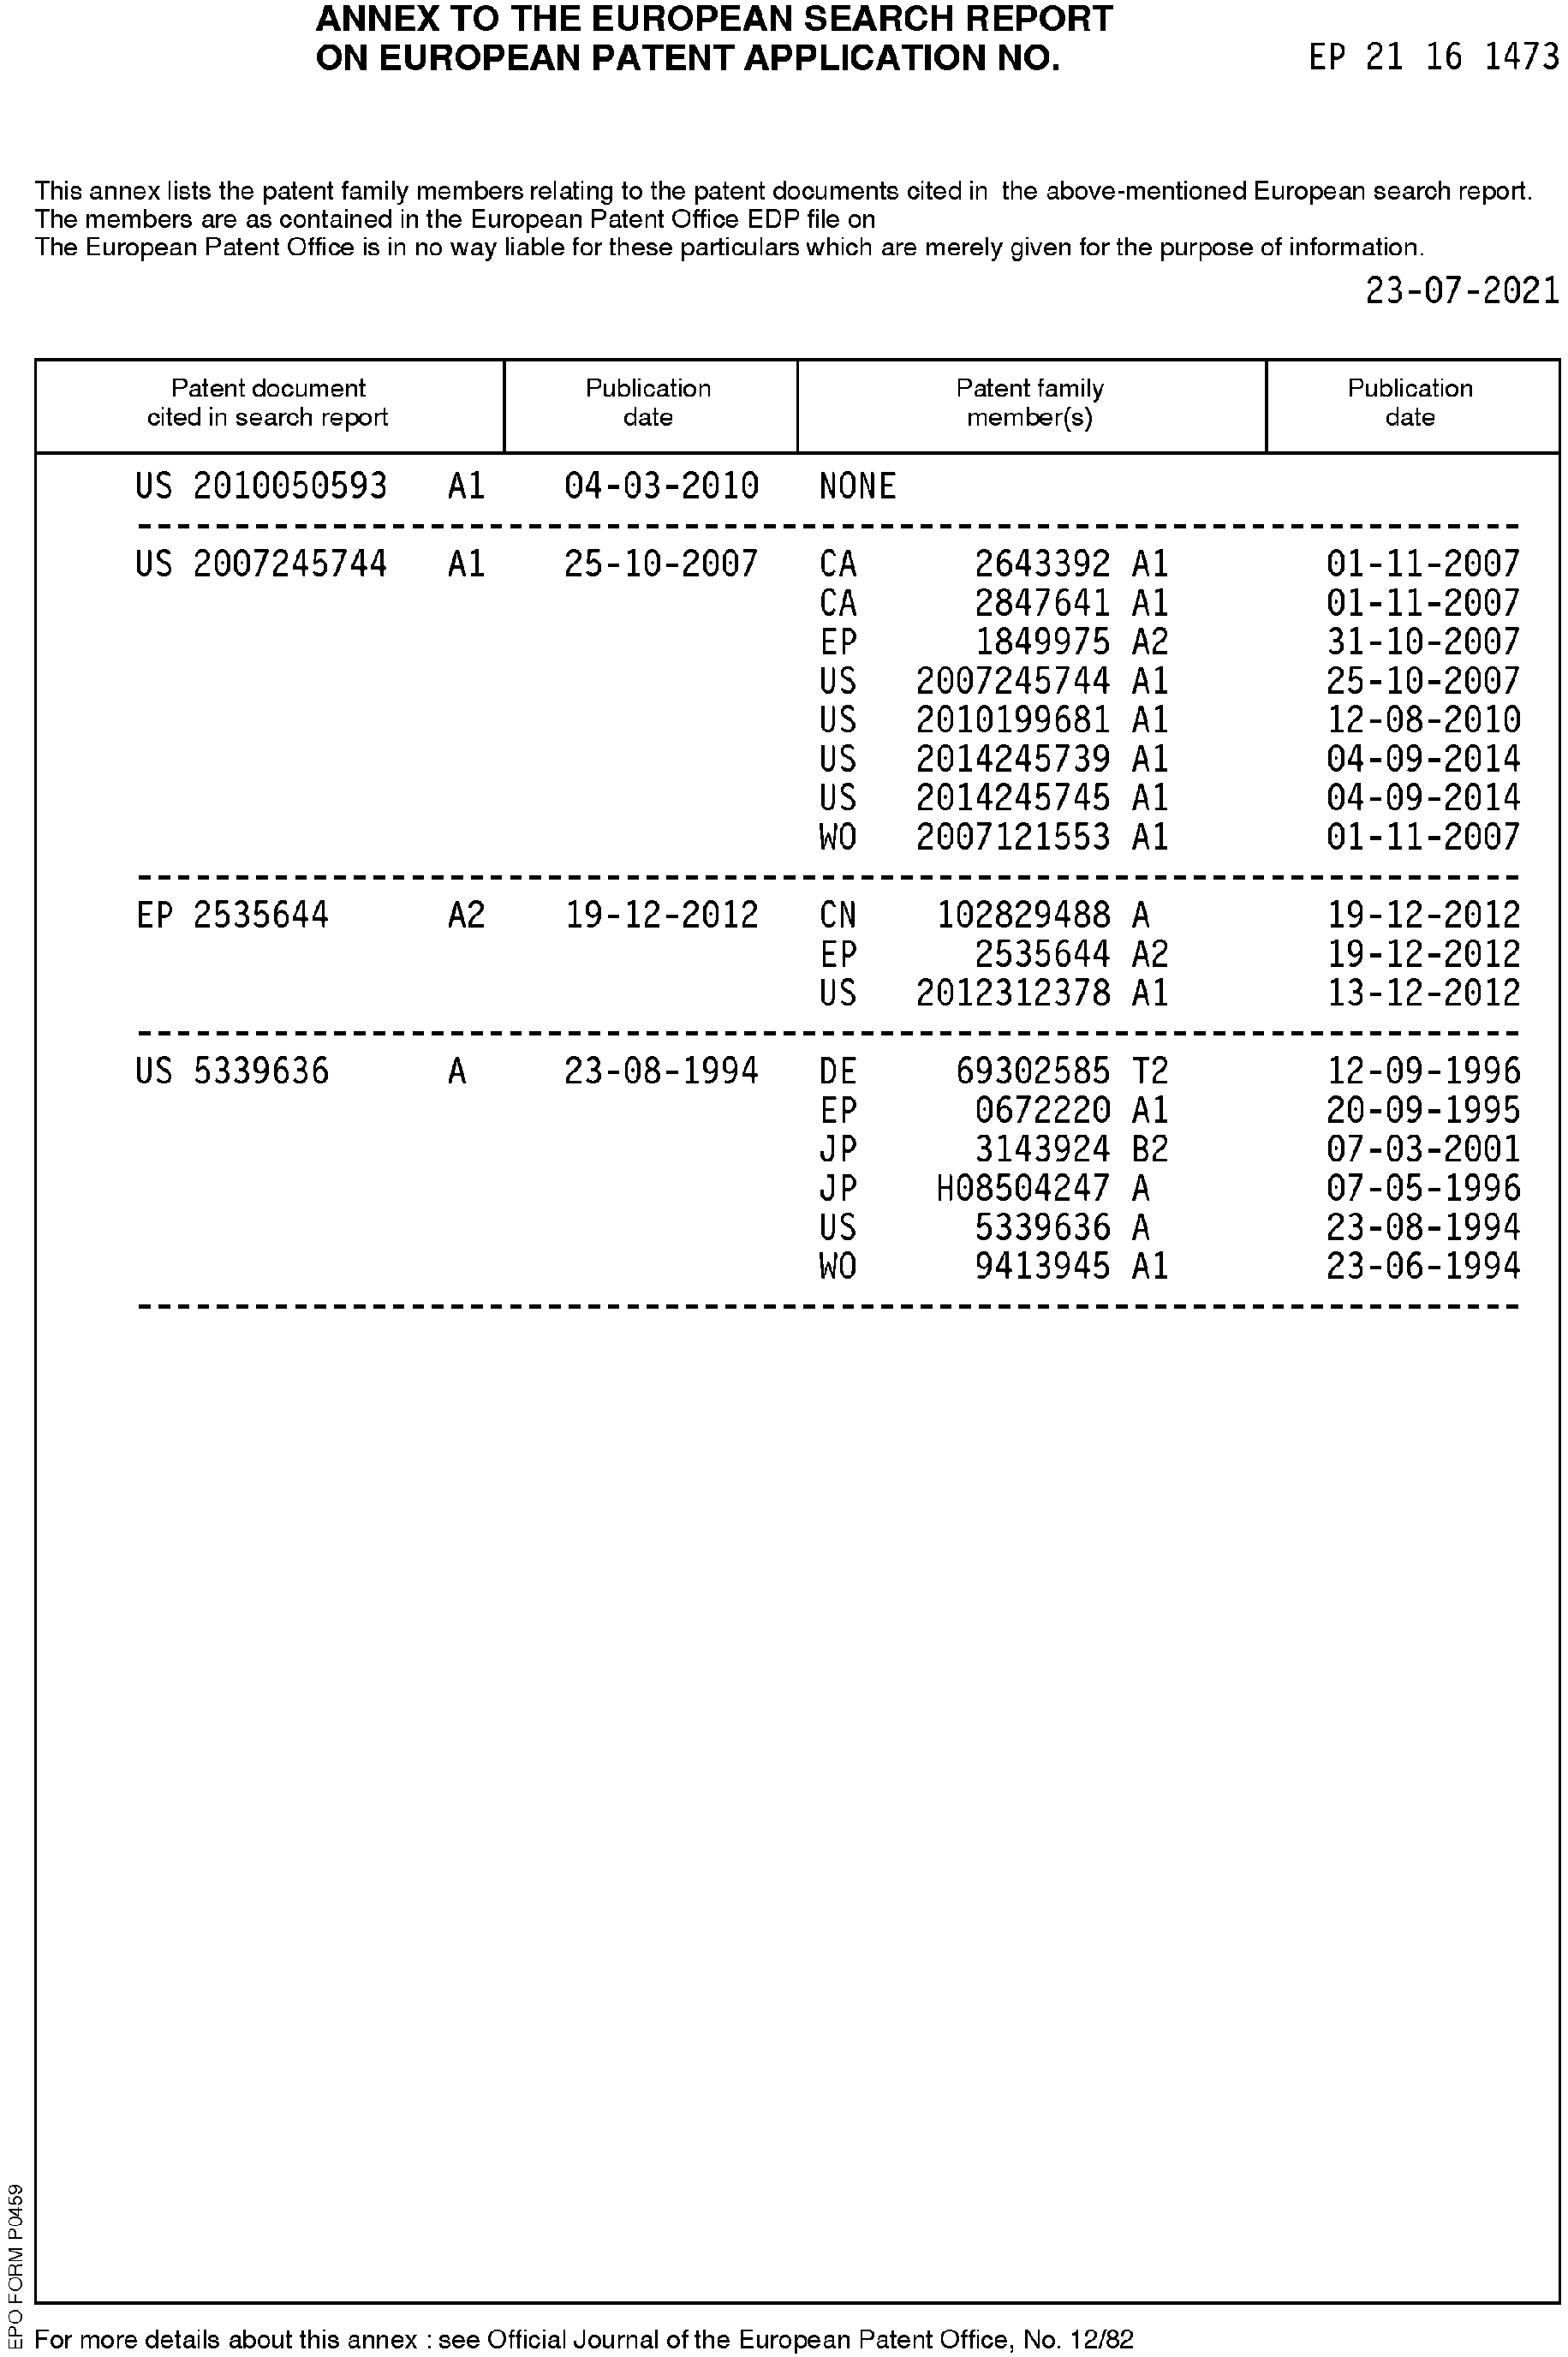 ANNEX TO THE EUROPEAN SEARCH REPORT
ON EUROPEAN PATENT APPLICATION NO. EP 21 16 1473
This annex lists the patent family members relating to the patent documents cited in the above-mentioned European search report.
The members are as contained in the European Patent Office EDP file on
The European Patent Office is in no way liable for these particulars which are merely given for the purpose of information.
23-07-2021
Patent document Publication Patent family Publication
cited in search report date member(s) date
US 2010050593 A1 04-03-2010 NONE
US 2007245744 A1 25-10-2007 CA 2643392 A1 01-11-2007
CA 2847641 A1 01-11-2007
EP 1849975 A2 31-10-2007
US 2007245744 A1 25-10-2007
US 2010199681 A1 12-08-2010
US 2014245739 A1 04-09-2014
US 2014245745 A1 04-09-2014
WO 2007121553 A1 01-11-2007
EP 2535644 A2 19-12-2012 CN 102829488 A 19-12-2012
EP 2535644 A2 19-12-2012
US 2012312378 A1 13-12-2012
US 5339636 A 23-08-1994 DE 69302585 T2 12-09-1996
EP 0672220 A1 20-09-1995
JP 3143924 B2 07-03-2001
JP H08504247 A 07-05-1996
US 5339636 A 23-08-1994
WO 9413945 A1 23-06-1994
EPO FORM P0459
For more details about this annex : see Official Journal of the European Patent Office, No. 12/82